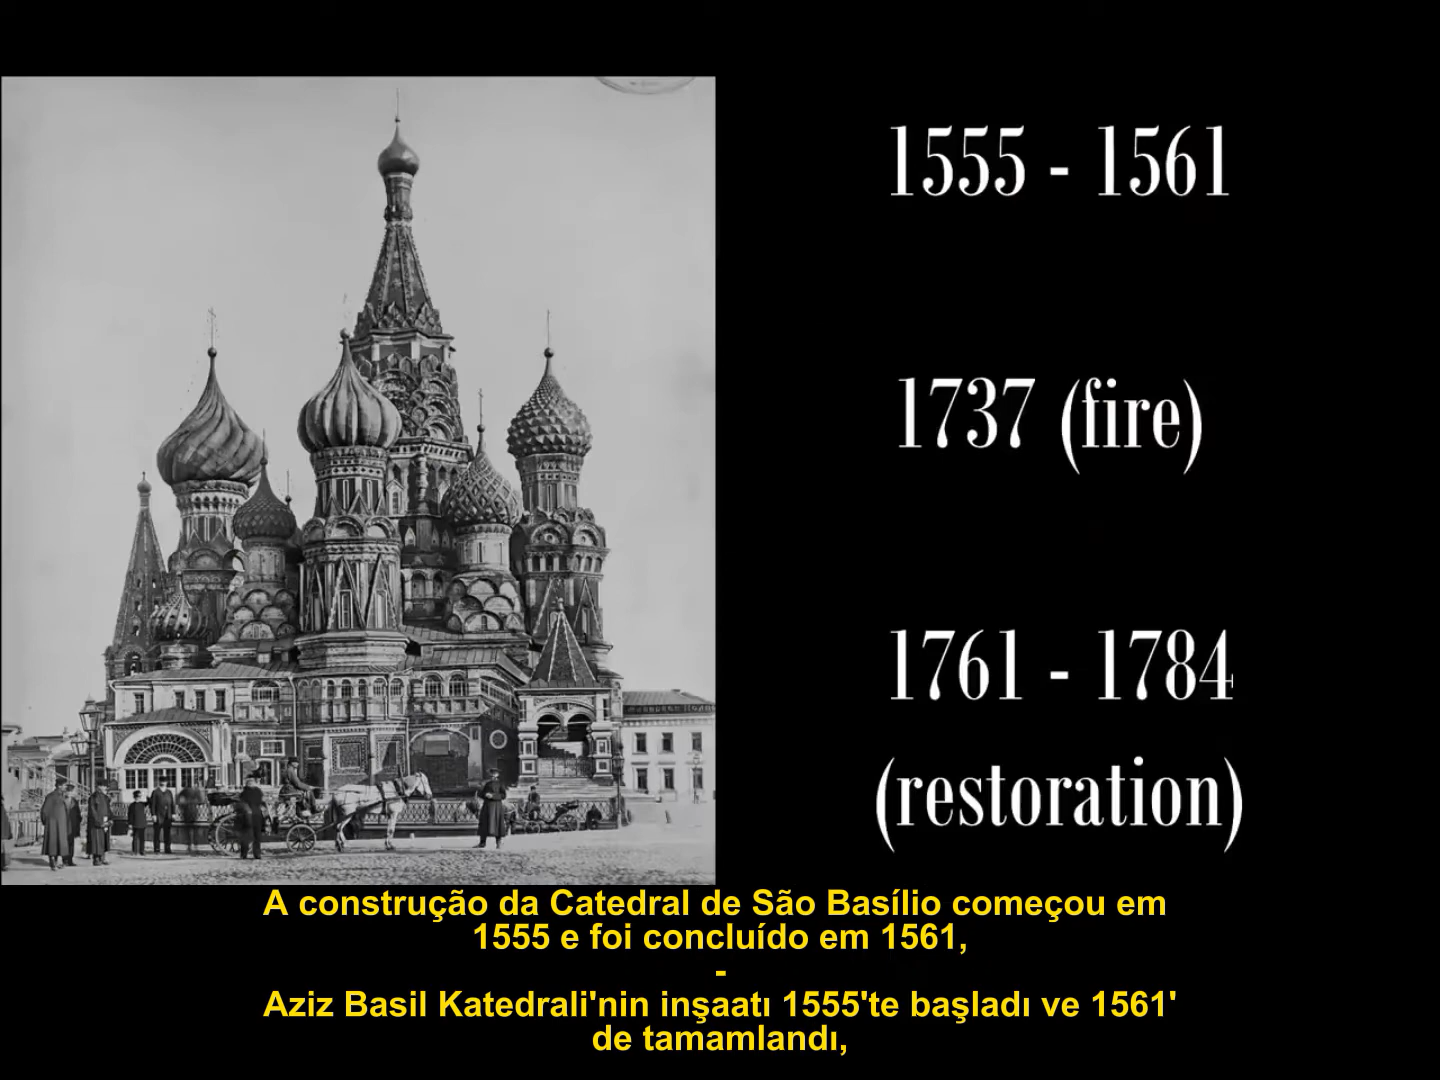 1555 - 1561
1737 (fire)
1761 - 1784
(restoration)
A construção da Catedral de São Basílio começou em
1555 e foi concluído em 1561,
-
Aziz Basil Katedrali'nin inşaatı 1555'te başladı ve 1561'
de tamamlandı,